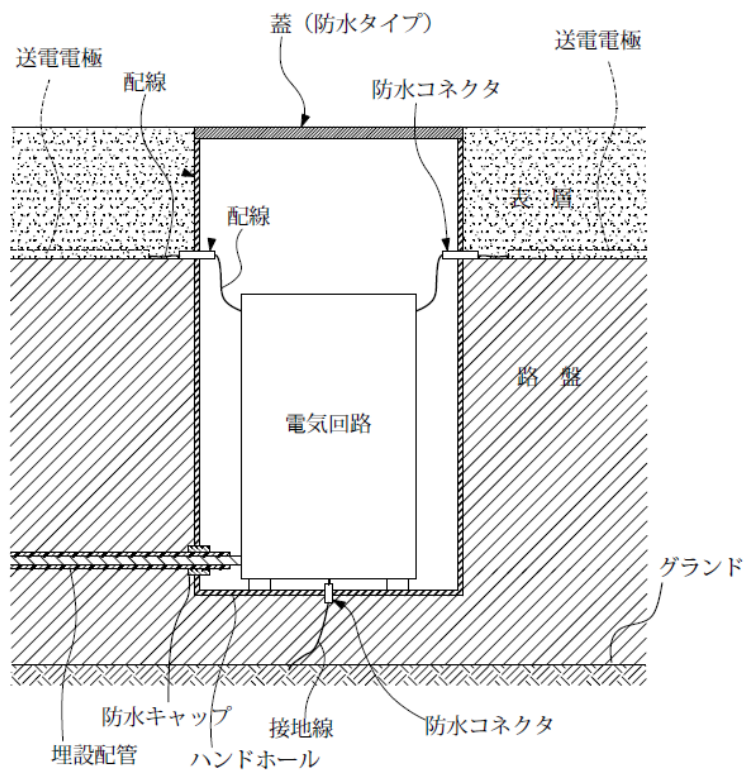 蓋（防水タイプ）
送電電極
送電電極
配線
防水コネクタ
表　層
配線
路　盤
電気回路
グランド
防水キャップ
接地線
防水コネクタ
埋設配管
ハンドホール